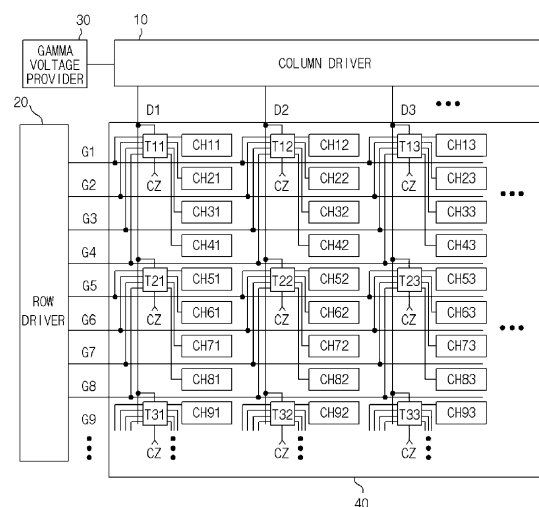 30
10
GAMMA
VOLTAGE
PROVIDER
COLUMN DRIVER
20
D1 D2 D3
G1 T11 CH11 T12 CH12 T13 CH13
G2 CZ CH21 CZ CH22 CZ CH23
G3 CH31 CH32 CH33
G4 CH41 CH42 CH43
G5 T21 CH51 T22 CH52 T23 CH53
G6 CZ CH61 CZ CH62 CZ CH63
G7 CH71 CH72 CH73
G8 CH81 CH82 CH83
G9 T31 CH91 T32 CH92 T33 CH93
CZ CZ CZ
ROW
DRIVER
40